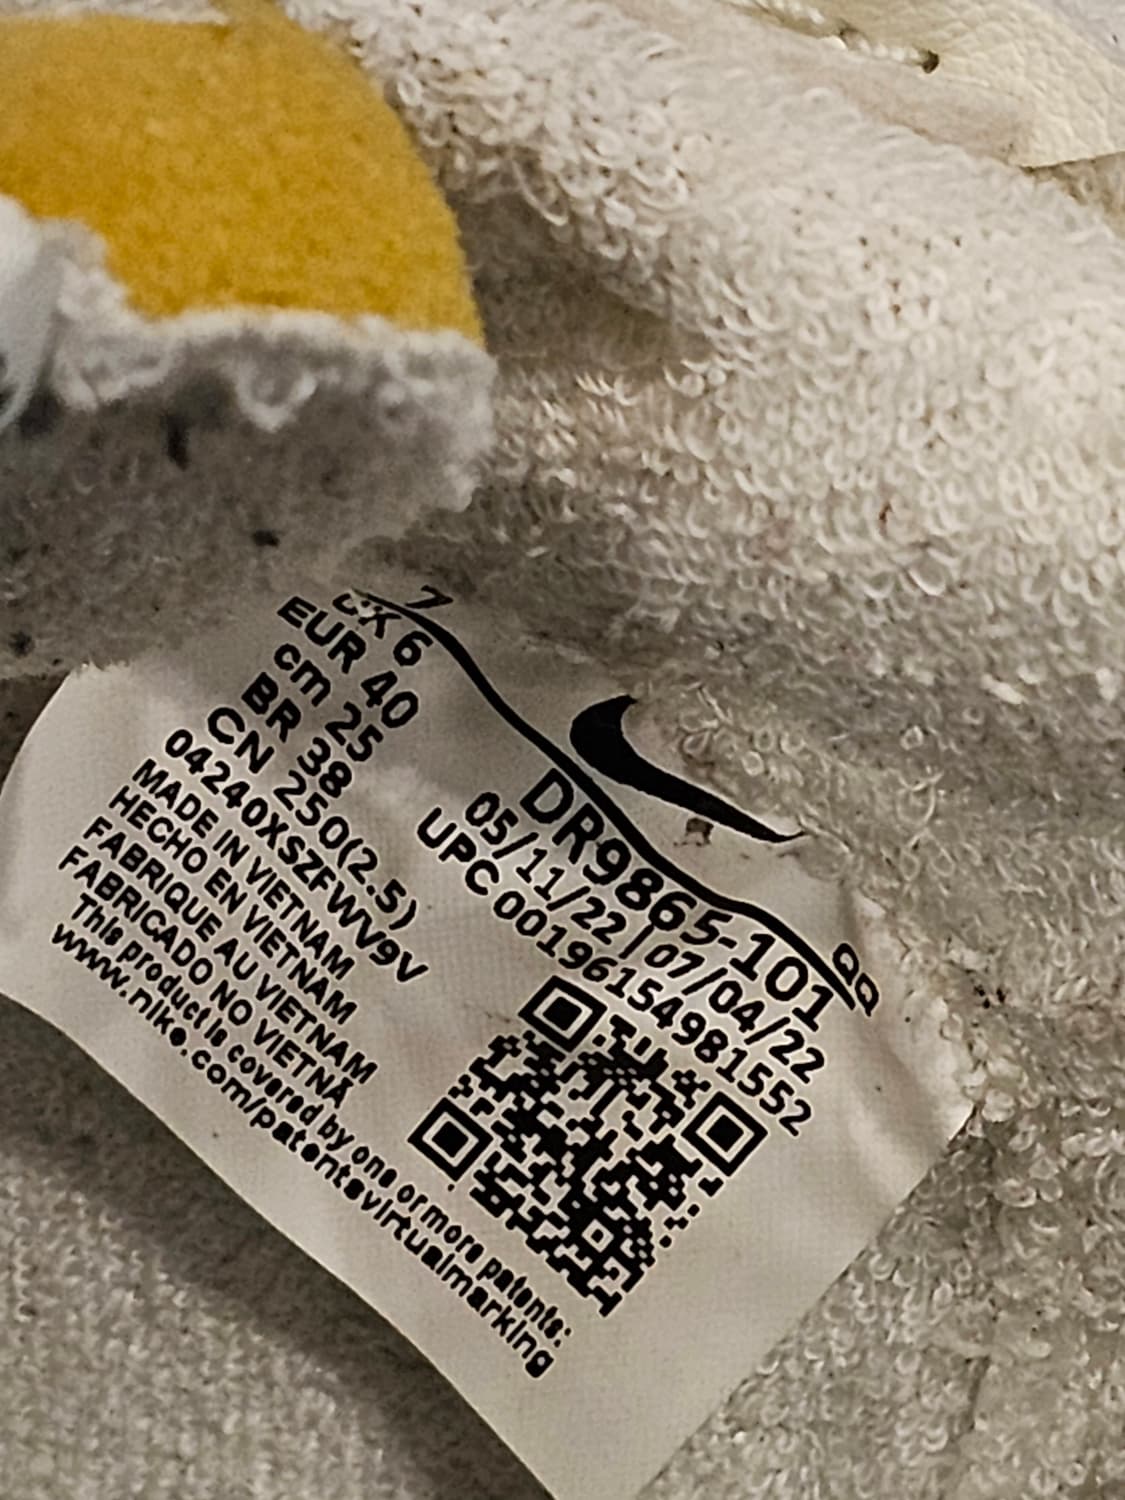 7
UK 6
EUR 40
cm 25
BR 38
CN 250(2.5)
04240XSZFWV9V
MADE IN VIETNAM
HECHO EN VIETNAM
FABRIQUE AU VIETNAM
FABRICADO NO VIETNÃ
This product is covered by one or more patents:
www.nike.com/patentsvirtualmarking
QQ
DR9865-101
05/11/22 | 07/04/22
UPC 00196154981552